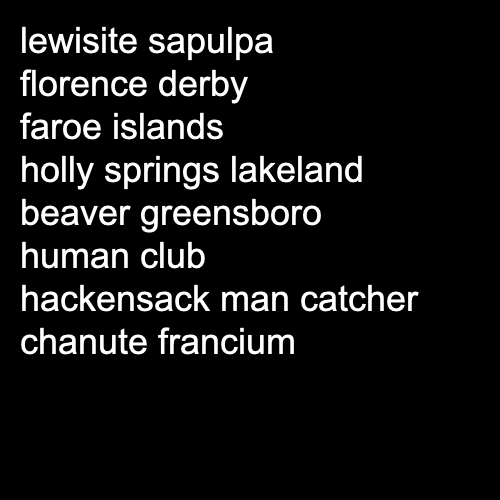 lewisite sapulpa
florence derby
faroe islands
holly springs lakeland
beaver greensboro
human club
hackensack man catcher
chanute francium